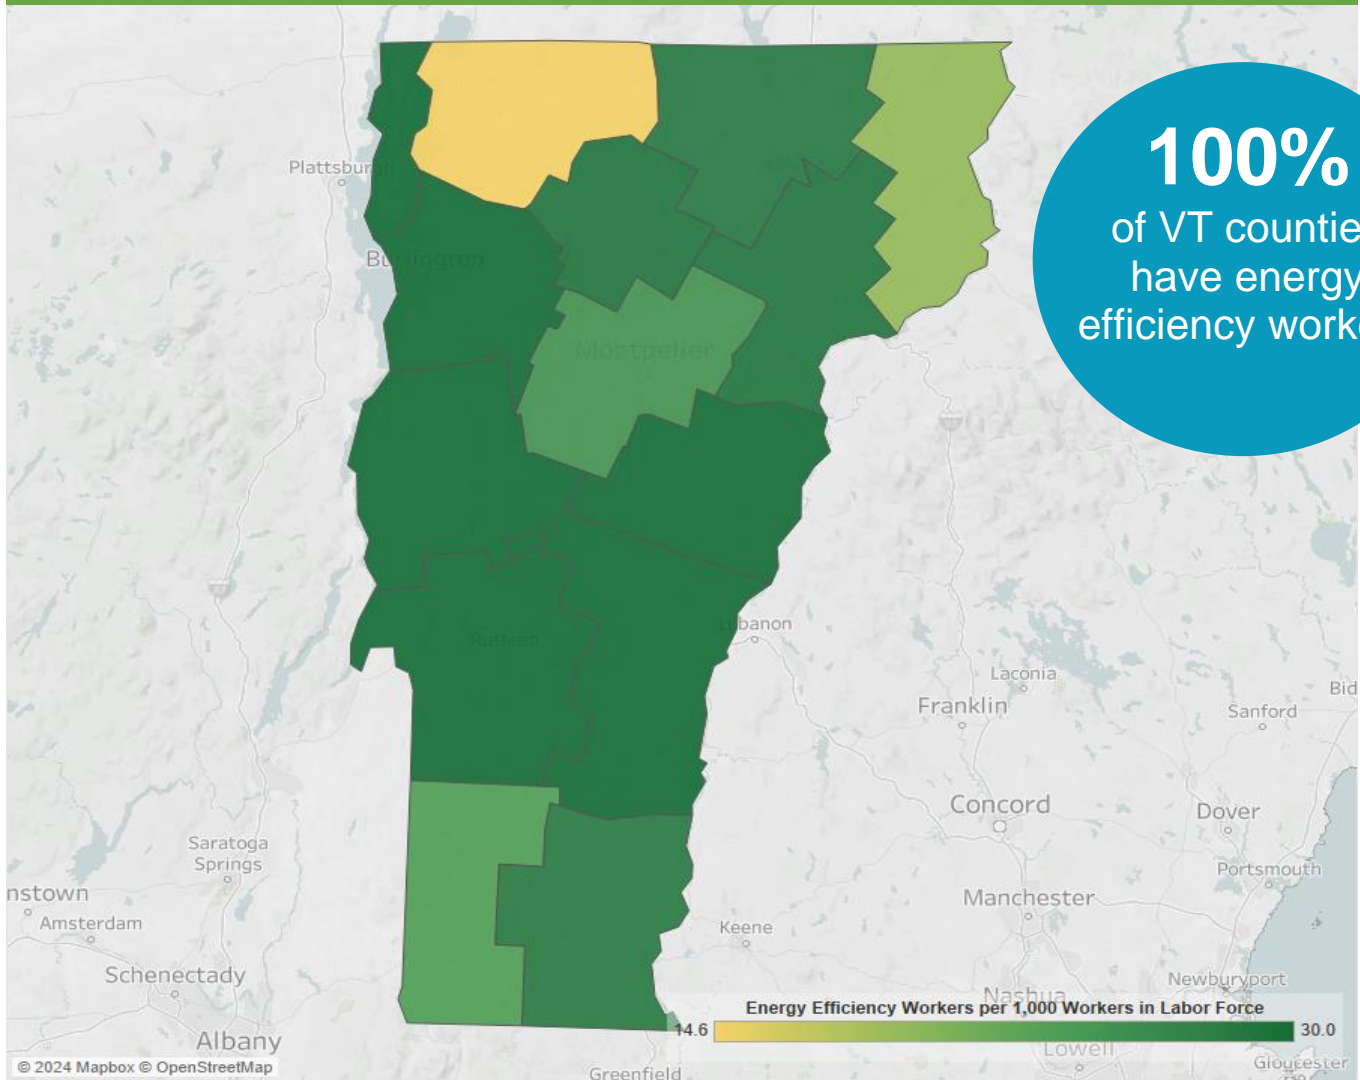 100%
of VT countie
have energy
efficiency work
Plattsburg
Burlington
Montpelier
Rutland
Lebanon
Laconia
Franklin
Sanford
Bid
Concord
Dover
Saratoga
Springs
Portsmouth
nstown
Amsterdam
Manchester
Keene
Schenectady
Newburyport
Nashua
Energy Efficiency Workers per 1,000 Workers in Labor Force
14.6
30.0
Albany
Lowell
Gloucester
© 2024 Mapbox © OpenStreetMap
Greenfield